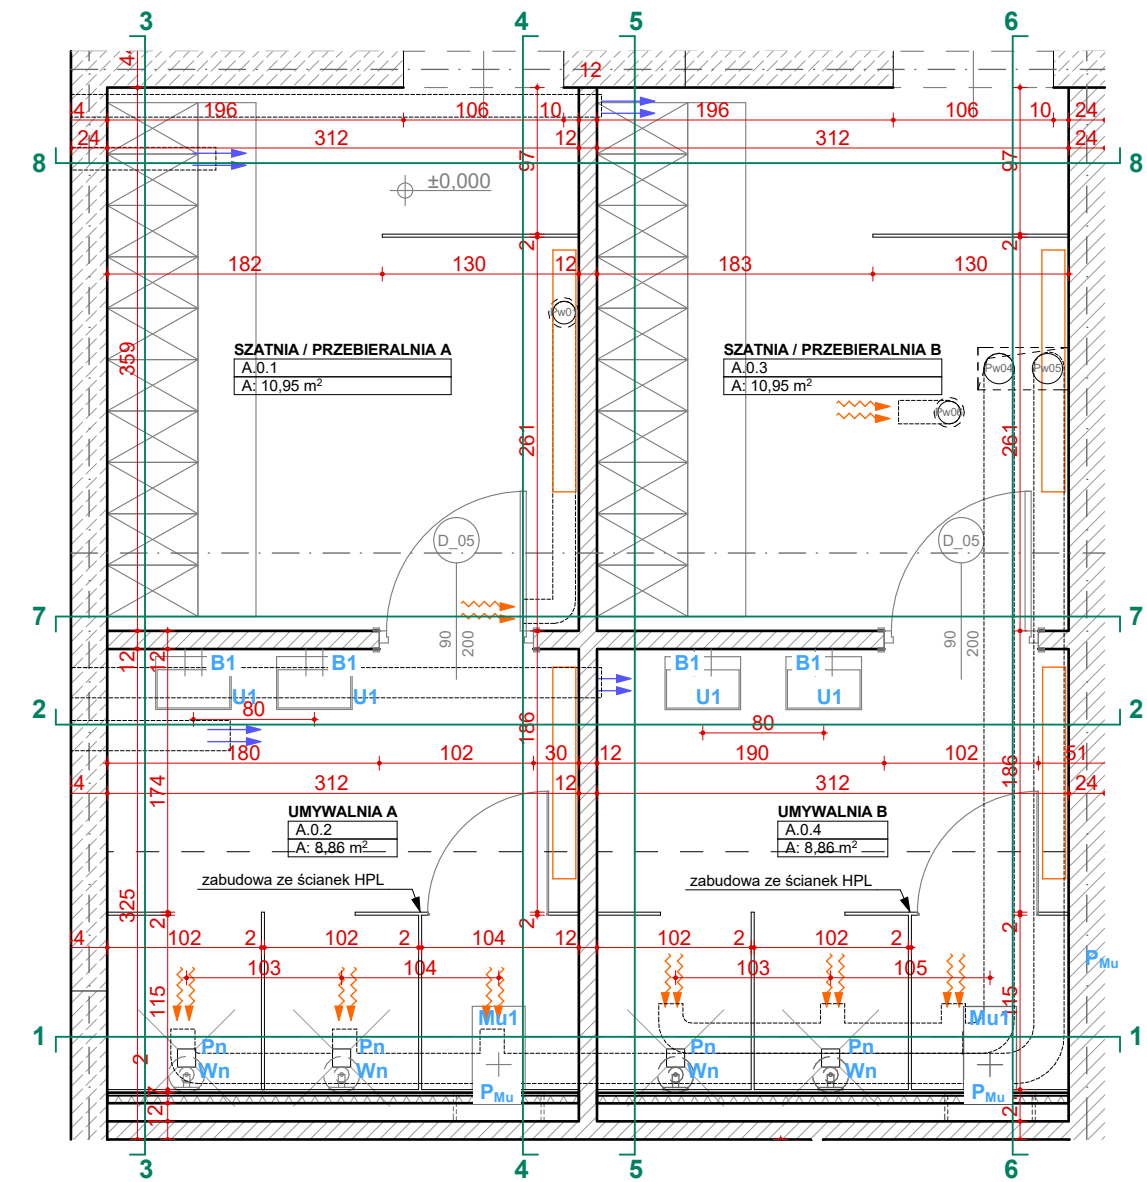 3 4 5 6
4
12
44 196 106 10 196 106 10 24
24 312 12 312 24
8 97 97 8
±0,000
2 2
182 130 12 183 130
Pw0
SZATNIA / PRZEBIERALNIA A SZATNIA / PRZEBIERALNIA B
A.0.1 A.0.3
A: 10,95 m² A: 10,95 m²
359
Pw04 Pw05
Pw06
261 261
D_05 D_05
7 7
90 200 90 200
12 12
B1 B1 B1 B1
U1 U1 U1 U1
2 80 186 80 2
180 102 30 12 190 102 51
174 186
44 312 12 312 24
UMYWALNIA A UMYWALNIA B
A.0.2 A.0.4
A: 8,86 m² A: 8,86 m²
zabudowa ze ścianek HPL zabudowa ze ścianek HPL
325
2 2 2
44 102 2 102 2 104 12 102 2 102 2
103 104 103 105
PMu
115 115
Mu1 Mu1
1 1
Pn Pn Pn Pn
2 Wn Wn Wn Wn
PMu PMu
12 2
3 4 5 6